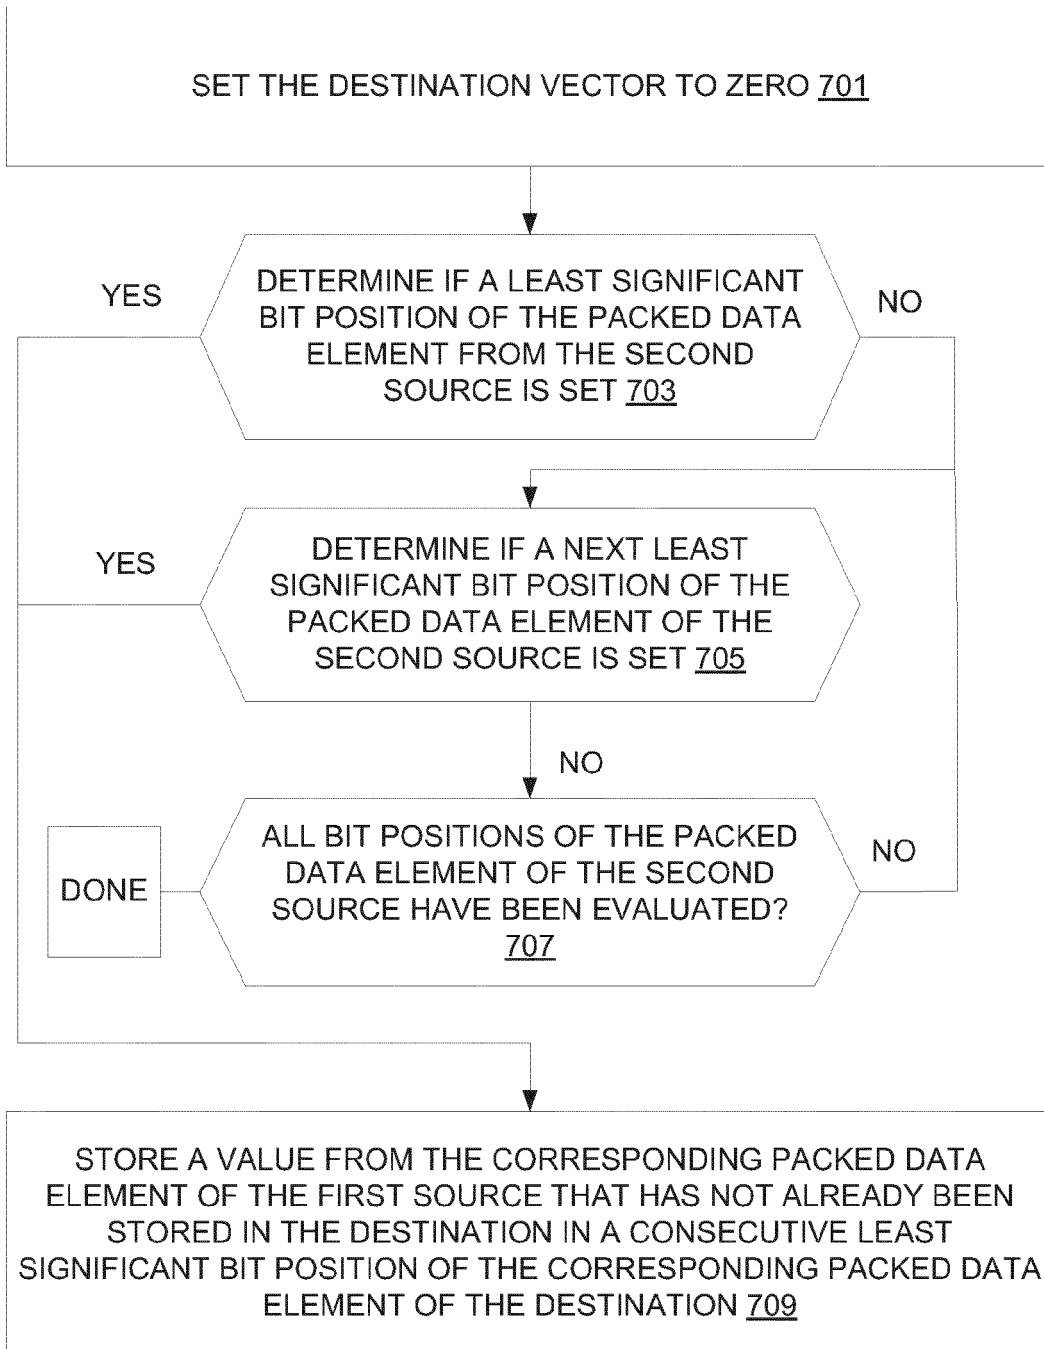 SET THE DESTINATION VECTOR TO ZERO 701
YES
DETERMINE IF A LEAST SIGNIFICANT
BIT POSITION OF THE PACKED DATA
ELEMENT FROM THE SECOND
SOURCE IS SET 703
NO
YES
DETERMINE IF A NEXT LEAST
SIGNIFICANT BIT POSITION OF THE
PACKED DATA ELEMENT OF THE
SECOND SOURCE IS SET 705
NO
DONE
ALL BIT POSITIONS OF THE PACKED
DATA ELEMENT OF THE SECOND
SOURCE HAVE BEEN EVALUATED?
707
NO
STORE A VALUE FROM THE CORRESPONDING PACKED DATA
ELEMENT OF THE FIRST SOURCE THAT HAS NOT ALREADY BEEN
STORED IN THE DESTINATION IN A CONSECUTIVE LEAST
SIGNIFICANT BIT POSITION OF THE CORRESPONDING PACKED DATA
ELEMENT OF THE DESTINATION 709